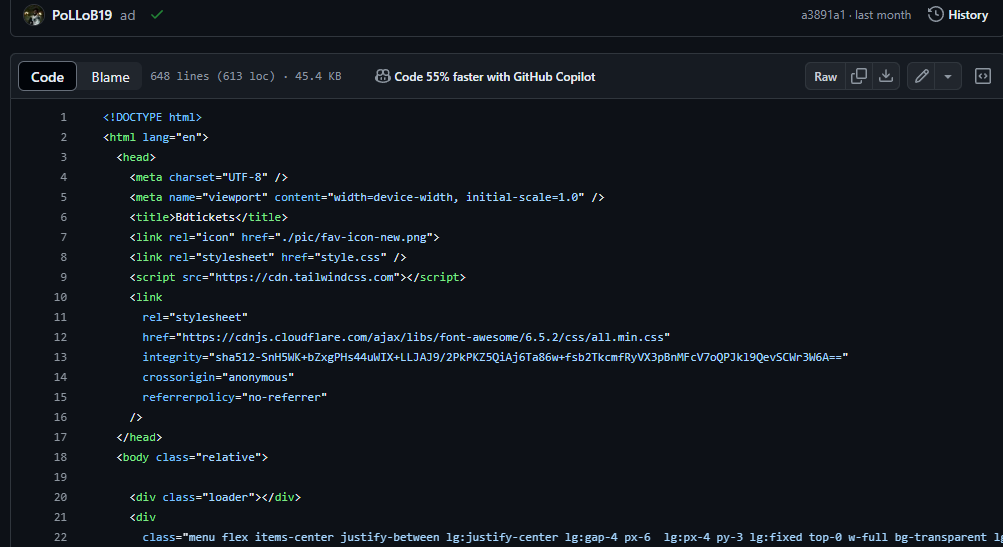 PoLLoB19 ad a3891a1 · last month History
Code Blame 648 lines (613 loc) · 45.4 KB Code 55% faster with GitHub Copilot Raw
1 <!DOCTYPE html>
2 <html lang="en">
3 <head>
4 <meta charset="UTF-8" />
5 <meta name="viewport" content="width=device-width, initial-scale=1.0" />
6 <title>Bdtickets</title>
7 <link rel="icon" href="./pic/fav-icon-new.png">
8 <link rel="stylesheet" href="style.css" />
9 <script src="https://cdn.tailwindcss.com"></script>
10 <link
11 rel="stylesheet"
12 href="https://cdnjs.cloudflare.com/ajax/libs/font-awesome/6.5.2/css/all.min.css"
13 integrity="sha512-SnH5WK+bZxgPHs44uWIX+LLJAJ9/2PkPKZ5QiAj6Ta86w+fsb2TkcmfRyVX3pBnMFcV7oQPJkl9QevSCWr3W6A=="
14 crossorigin="anonymous"
15 referrerpolicy="no-referrer"
16 />
17 </head>
18 <body class="relative">
19
20 <div class="loader"></div>
21 <div
22 class="menu flex items-center justify-between lg:justify-center lg:gap-4 px-6 lg:px-4 py-3 lg:fixed top-0 w-full bg-transparent l